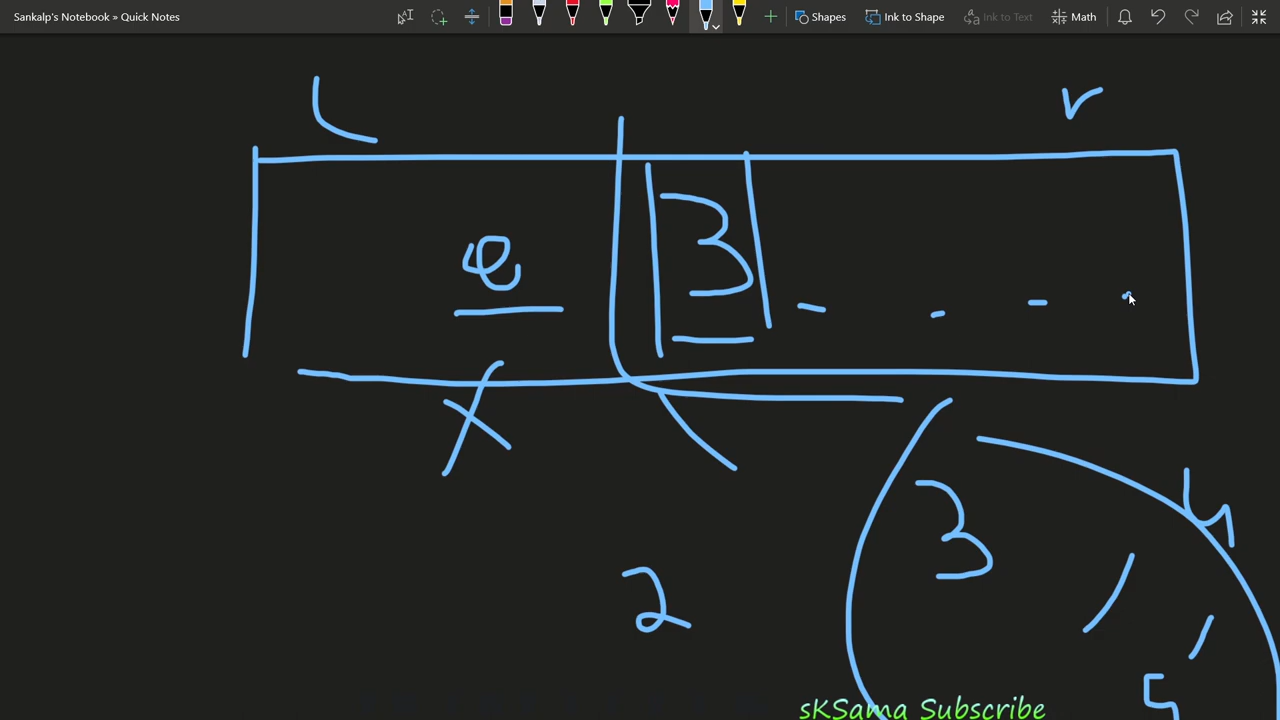 Sankalp's Notebook » Quick Notes
Shapes
Ink to Shape
Ink to Text
Math
L
r
e
3
x
3
4
2
5
sKSama Subscribe